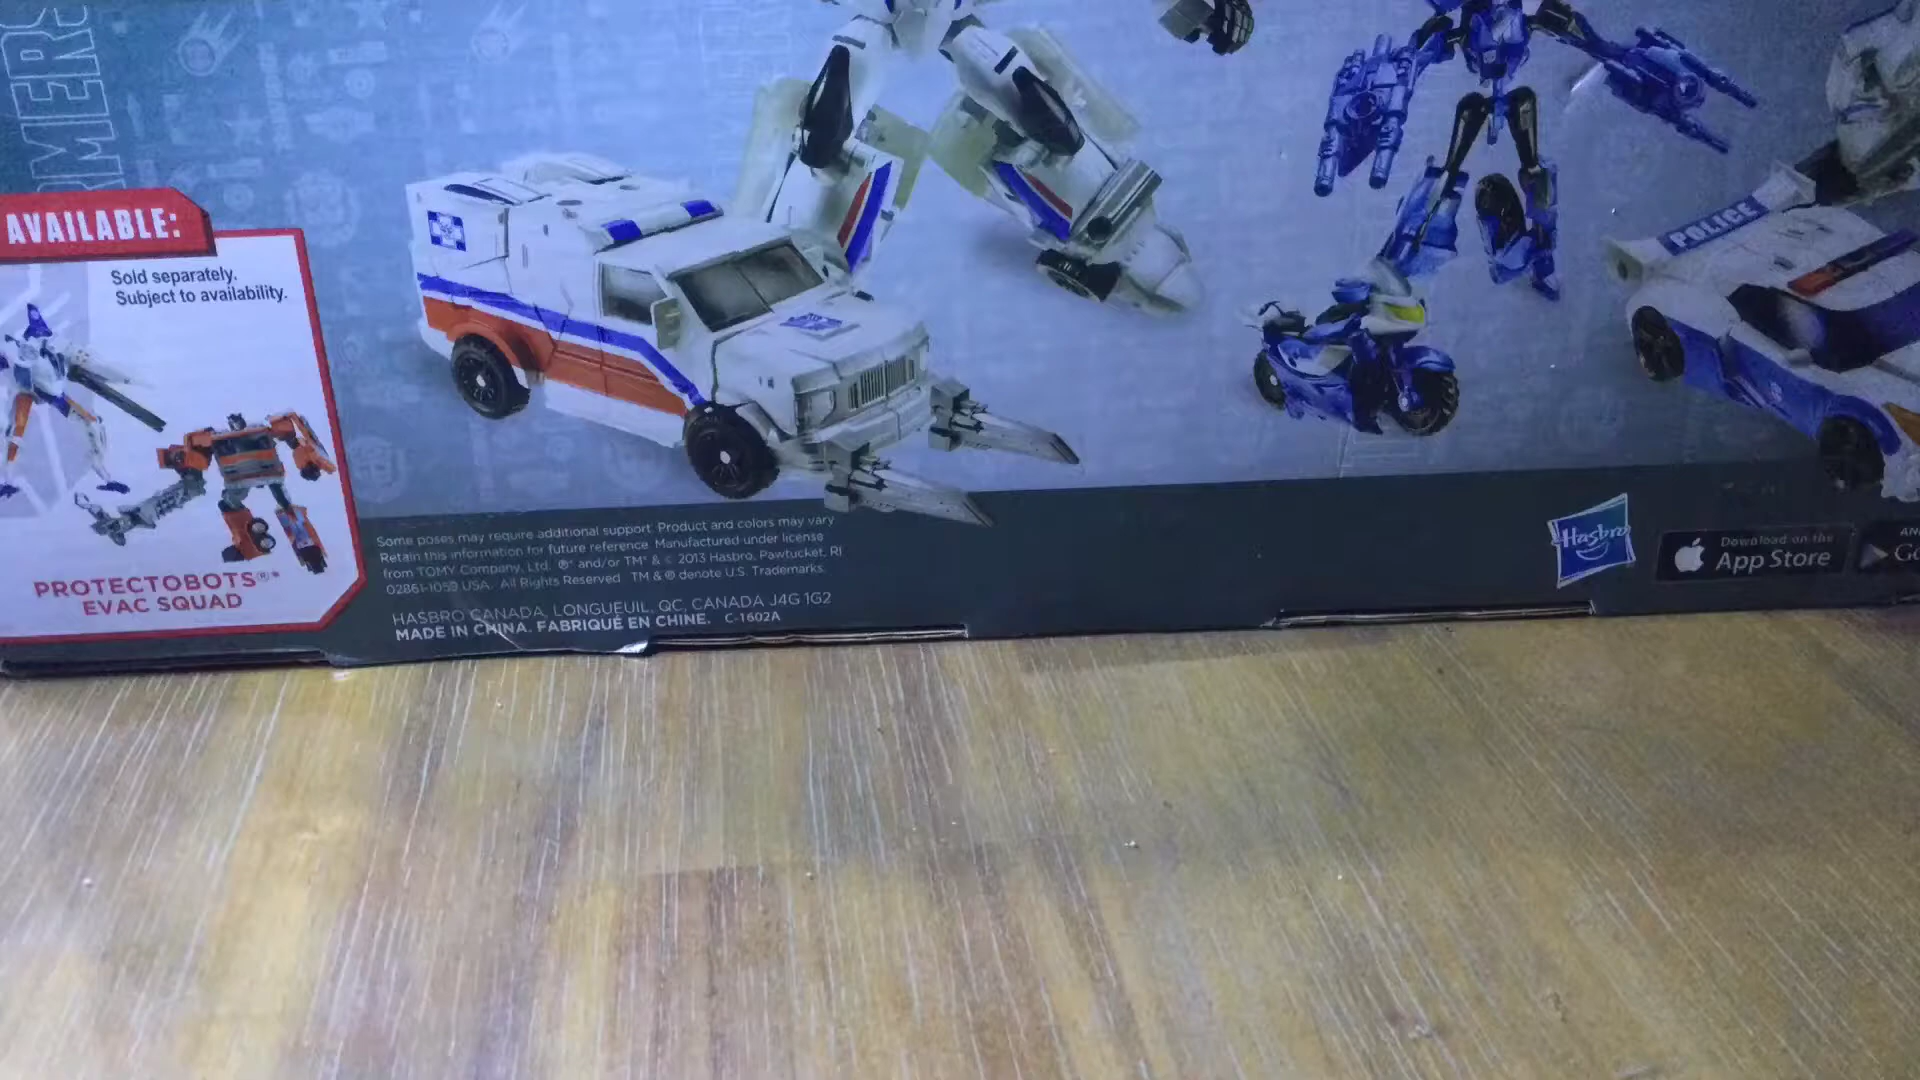 MERS
AVAILABLE:
Sold separately.
Subject to availability.
PROTECTOBOTS®*
EVAC SQUAD
Some poses may require additional support. Product and colors may vary
Retain this information for future reference. Manufactured under license
from TOMY Company, Ltd. ®* and/or TM* & © 2013 Hasbro, Pawtucket, RI
02861-1059 USA. All Rights Reserved. TM & ® denote U.S. Trademarks.
HASBRO CANADA, LONGUEUIL, QC, CANADA J4G 1G2
MADE IN CHINA. FABRIQUÉ EN CHINE. C-1602A
POLICE
Hasbro
Download on the
App Store
AN
Go